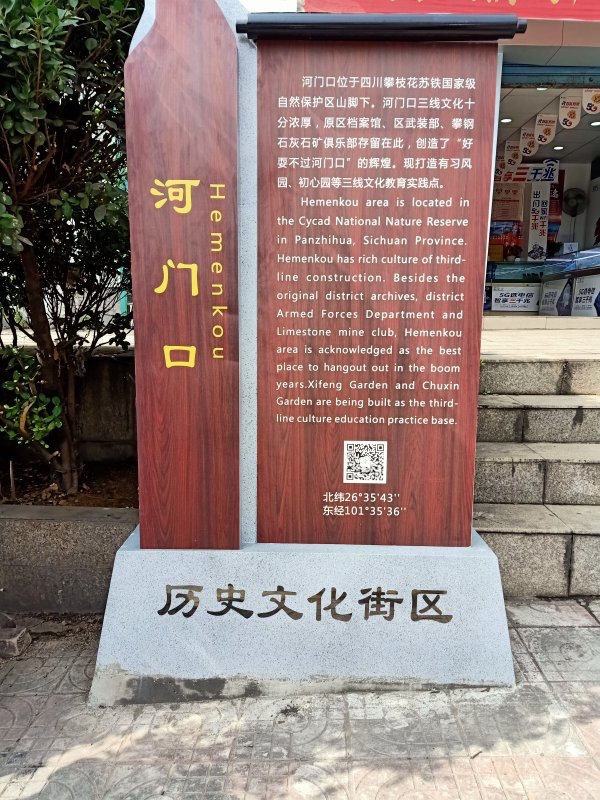 河门口
Hemenkou
河门口位于四川攀枝花苏铁国家级
自然保护区山脚下。河门口三线文化十
分浓厚，原区档案馆、区武装部、攀钢
石灰石矿俱乐部存留在此，创造了“好
耍不过河门口”的辉煌。现打造有习风
园、初心园等三线文化教育实践点。
Hemenkou area is located in
the Cycad National Nature Reserve
in Panzhihua, Sichuan Province.
Hemenkou has rich culture of third-
line construction. Besides the
original district archives, district
Armed Forces Department and
Limestone mine club, Hemenkou
area is acknowledged as the best
place to hangout out in the boom
years.Xifeng Garden and Chuxin
Garden are being built as the third-
line culture education practice base.
北纬26°35'43''
东经101°35'36''
历史文化街区